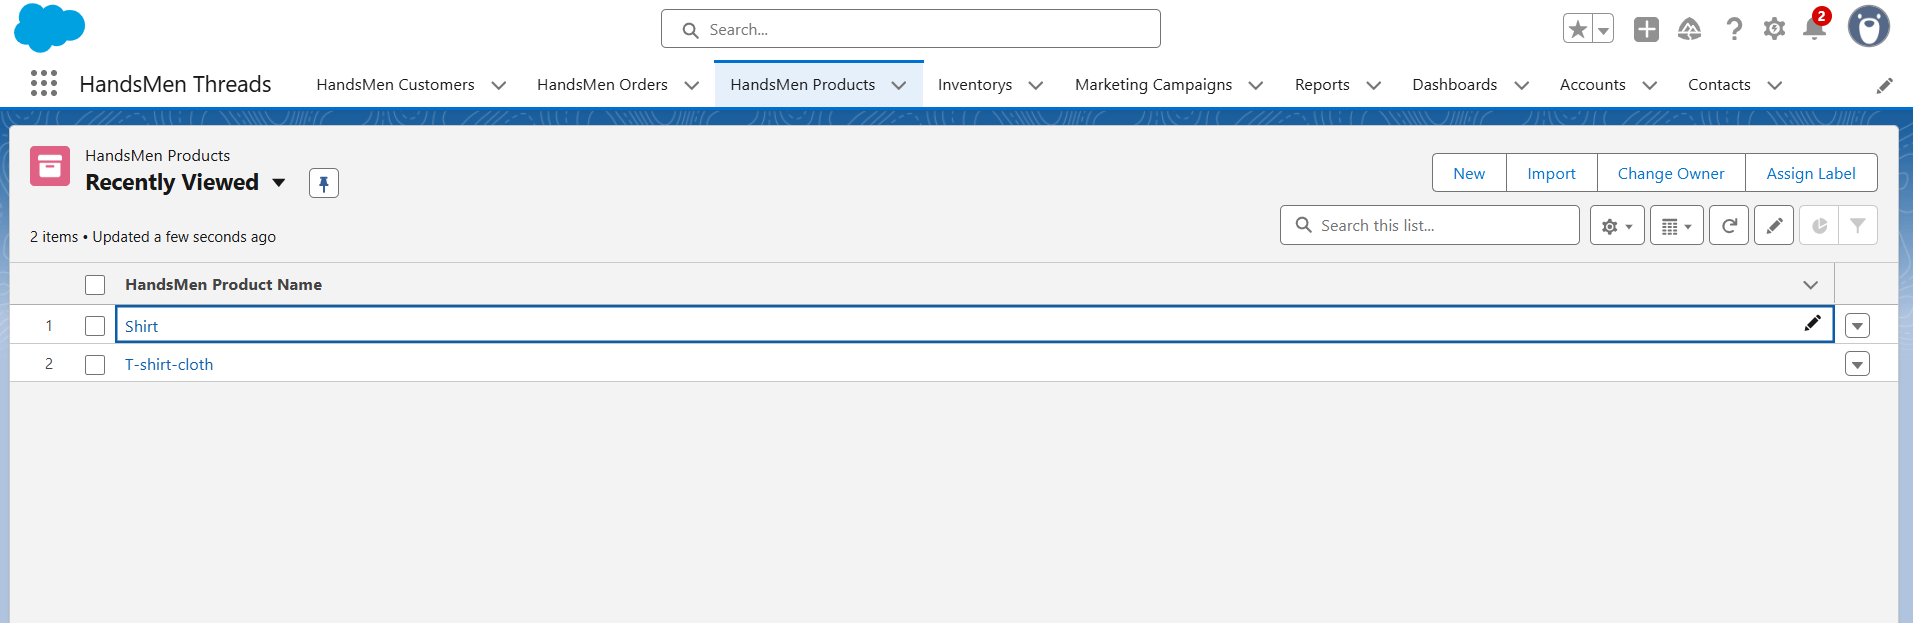 Search...
2
HandsMen Threads HandsMen Customers HandsMen Orders HandsMen Products Inventorys Marketing Campaigns Reports Dashboards Accounts Contacts
HandsMen Products
Recently Viewed
New Import Change Owner Assign Label
2 items • Updated a few seconds ago
Search this list...
HandsMen Product Name
1 Shirt
2 T-shirt-cloth